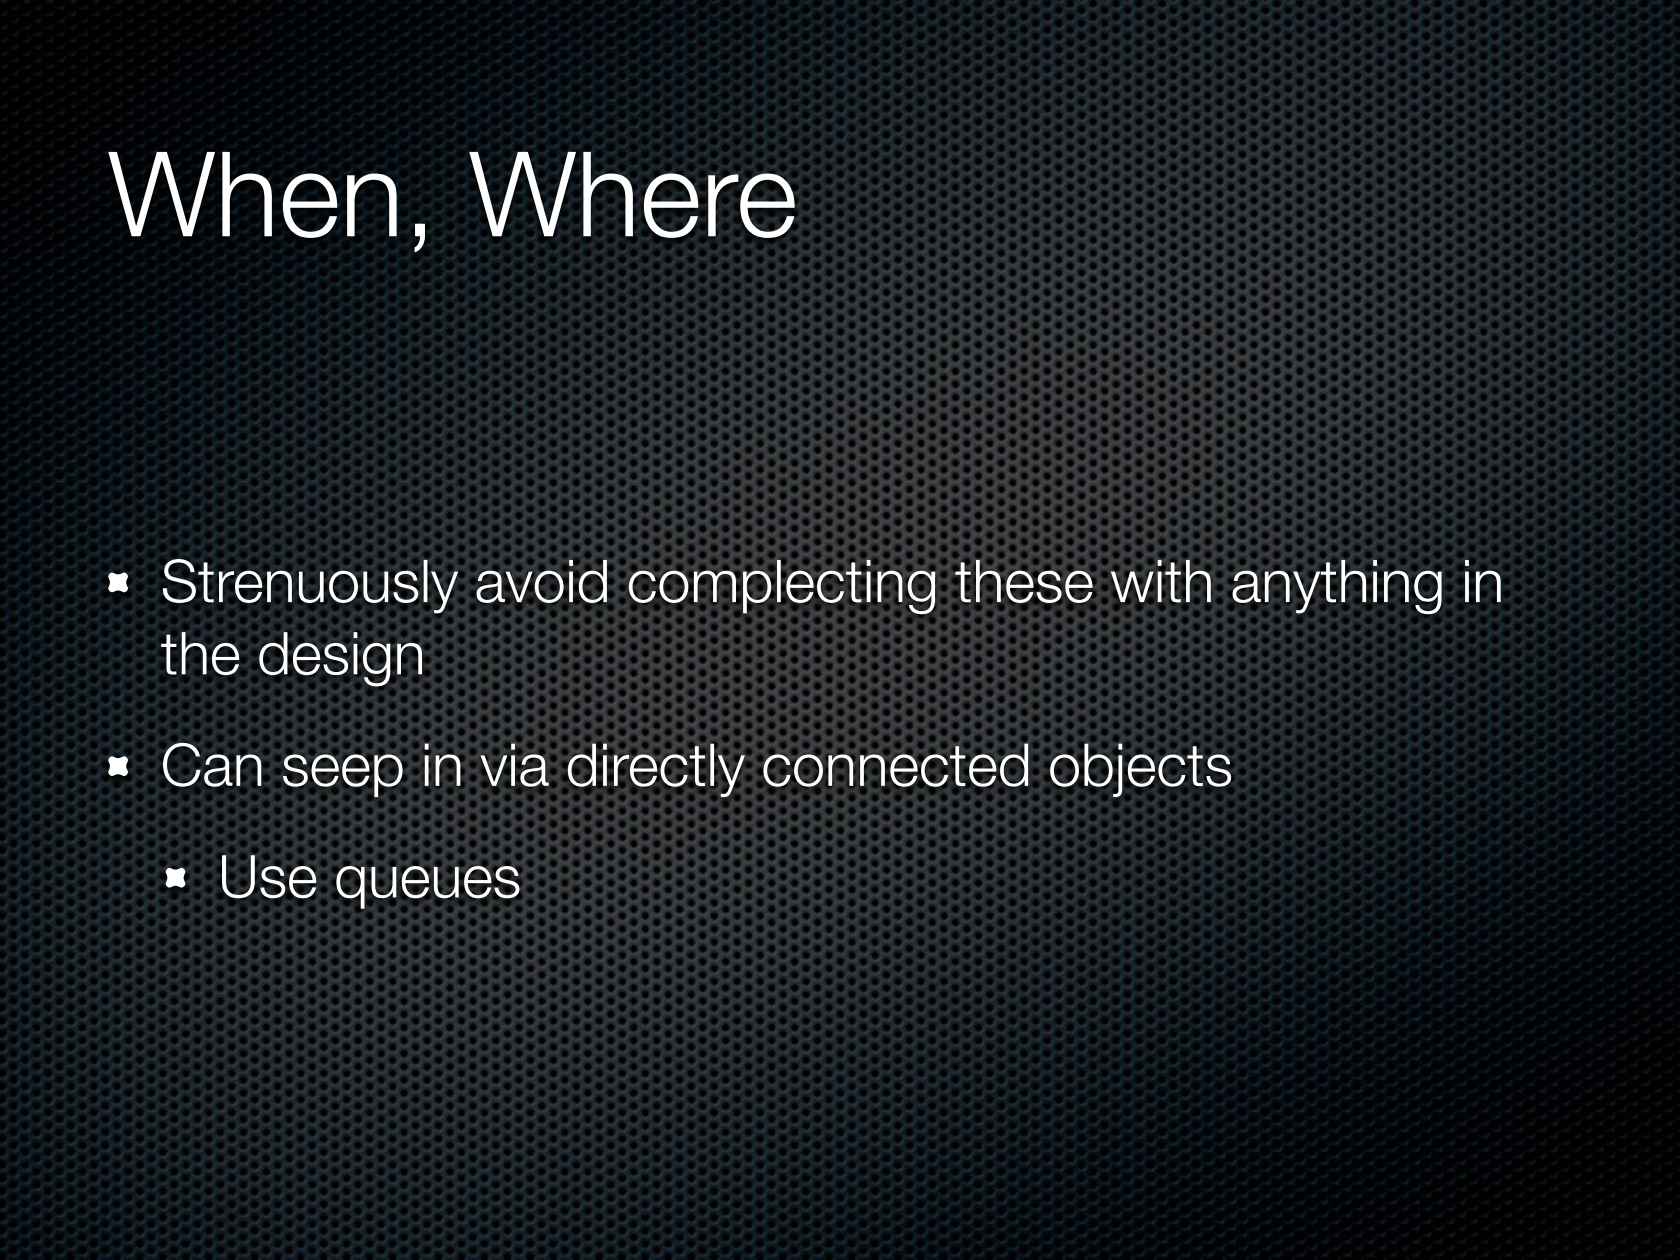 When, Where
Strenuously avoid complecting these with anything in
the design
Can seep in via directly connected objects
Use queues